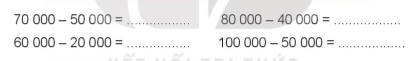 70 000 – 50 000 = ................ 80 000 – 40 000 = .................
60 000 – 20 000 = ................ 100 000 – 50 000 = .................